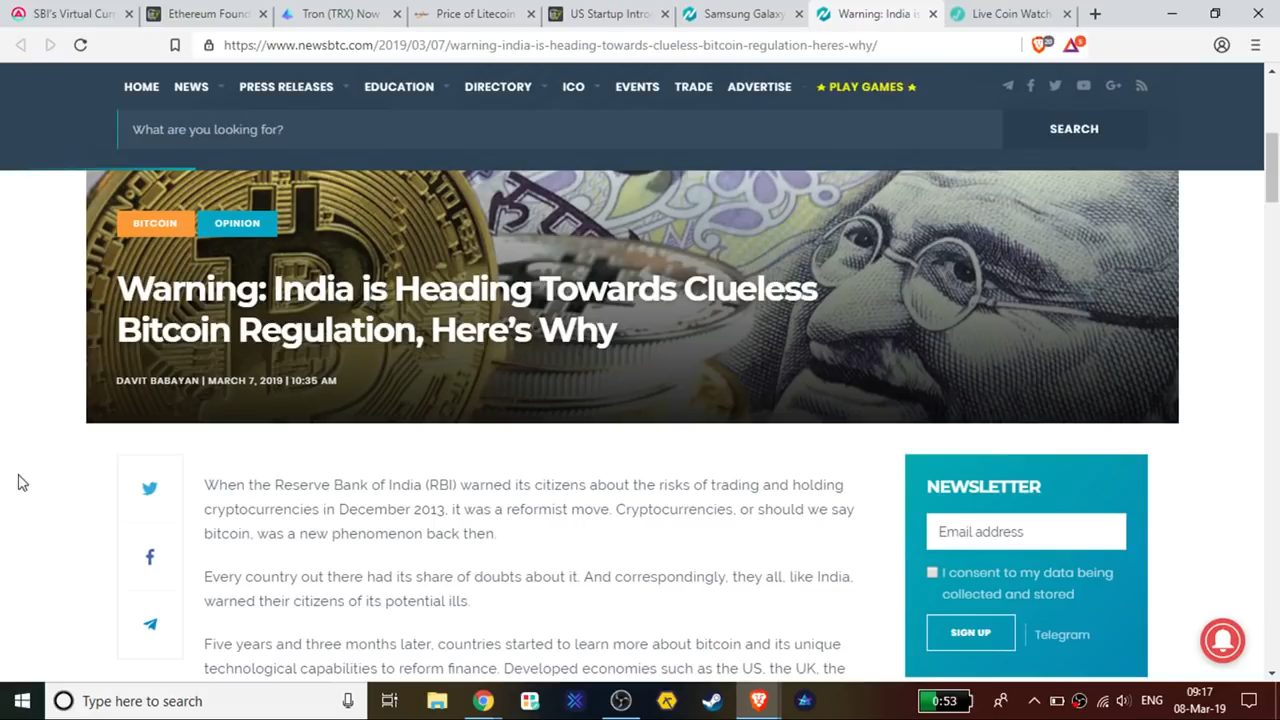 SBI's Virtual Cur
Ethereum Found
Tron (TRX) Now
Price of Litecoin
US Startup Intro
Samsung Galaxy
Warning: India is
Live Coin Watch
https://www.newsbtc.com/2019/03/07/warning-india-is-heading-towards-clueless-bitcoin-regulation-heres-why/
HOME NEWS PRESS RELEASES EDUCATION DIRECTORY ICO EVENTS TRADE ADVERTISE ★ PLAY GAMES ★
What are you looking for?
SEARCH
BITCOIN OPINION
Warning: India is Heading Towards Clueless
Bitcoin Regulation, Here's Why
DAVIT BABAYAN | MARCH 7, 2019 | 10:35 AM
When the Reserve Bank of India (RBI) warned its citizens about the risks of trading and holding
cryptocurrencies in December 2013, it was a reformist move. Cryptocurrencies, or should we say
bitcoin, was a new phenomenon back then.
Every country out there had its share of doubts about it. And correspondingly, they all, like India,
warned their citizens of its potential ills.
Five years and three months later, countries started to learn more about bitcoin and its unique
technological capabilities to reform finance. Developed economies such as the US, the UK, the
NEWSLETTER
Email address
I consent to my data being
collected and stored
SIGN UP
Telegram
Type here to search
0:53
ENG
09:17
08-Mar-19